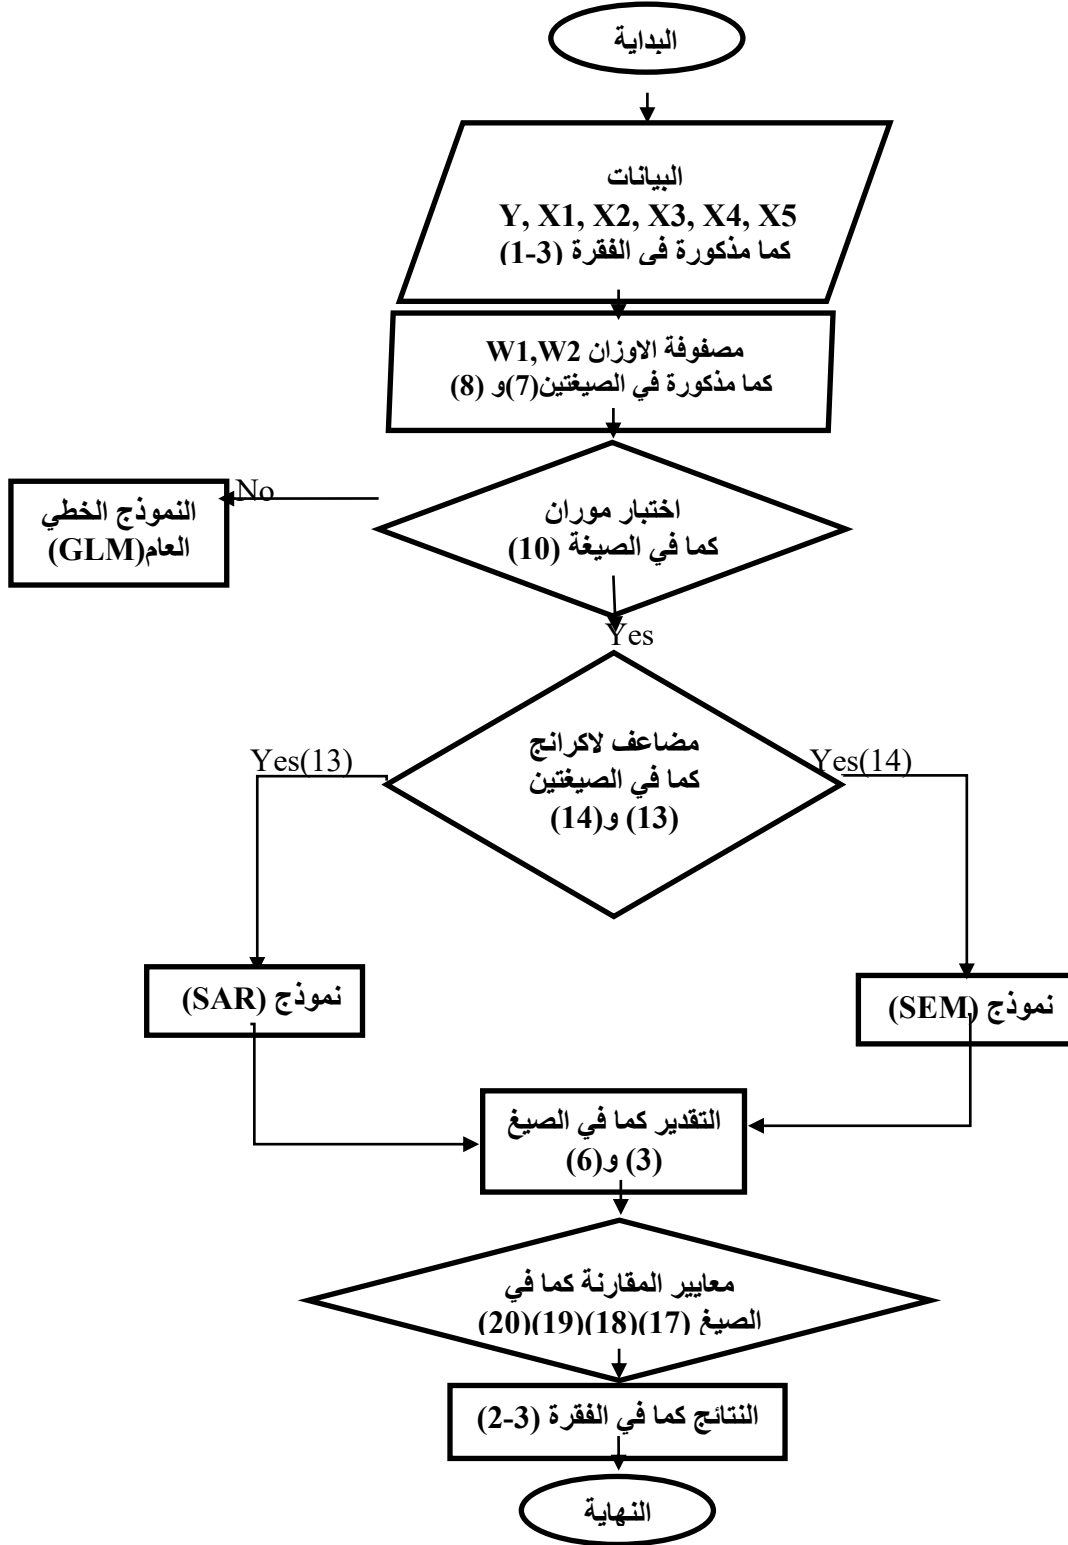 البداية
البيانات
Y, X1, X2, X3, X4, X5
كما مذكورة في الفقرة (3-1)
مصفوفة الاوزان W1,W2
كما مذكورة في الصيغتين(7)و (8)
اختبار موران
كما في الصيغة (10)
No
النموذج الخطي
العام(GLM)
Yes
مضاعف لاكرانج
كما في الصيغتين
(13) و(14)
Yes(13)
Yes(14)
نموذج (SAR)
نموذج (SEM)
التقدير كما في الصيغ
(3) و(6)
معايير المقارنة كما في
الصيغ (17)(18)(19)(20)
النتائج كما في الفقرة (3-2)
النهاية